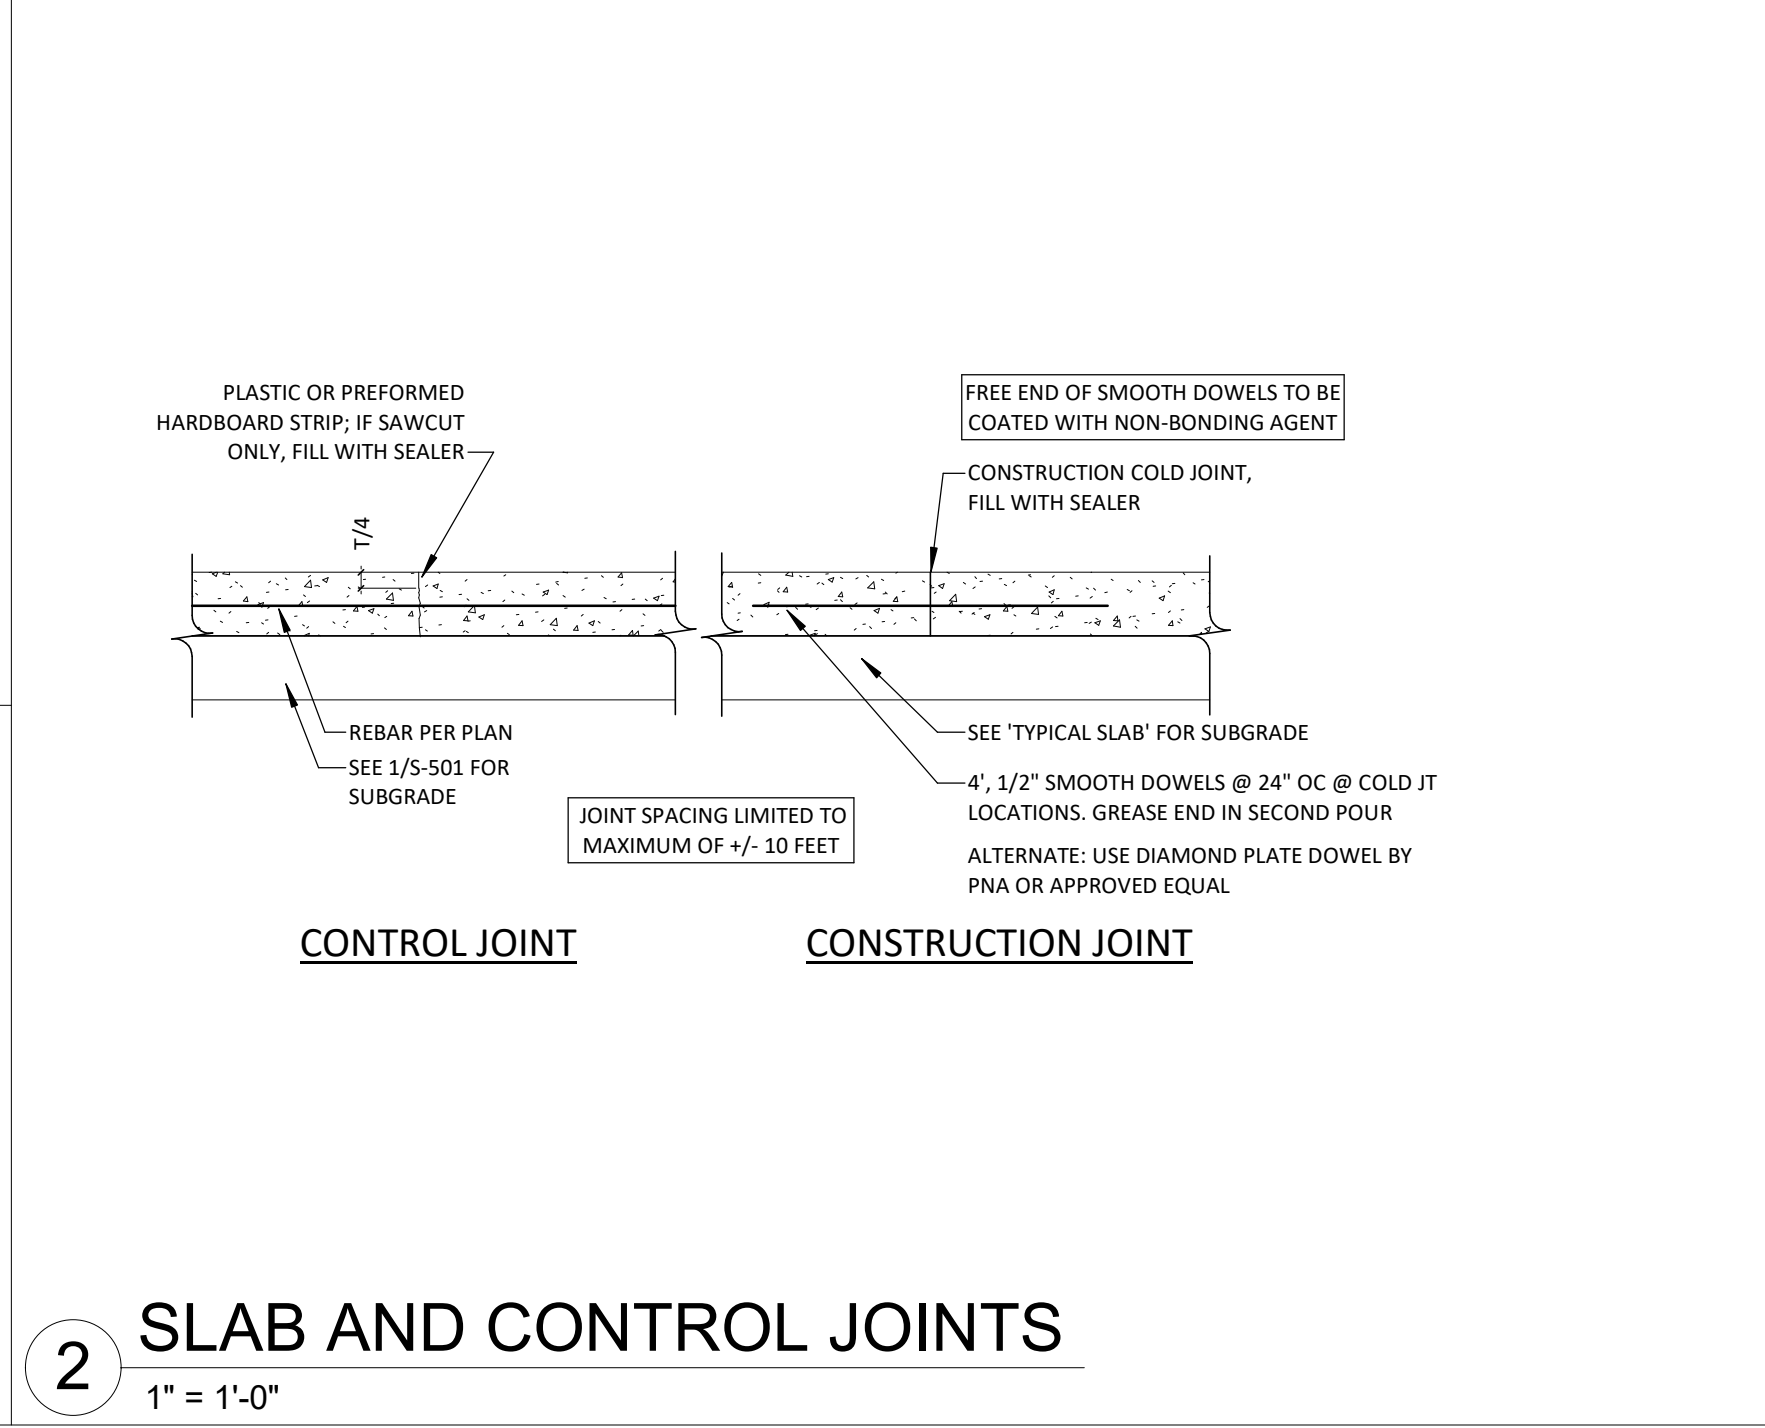 PLASTIC OR PREFORMED
HARDBOARD STRIP; IF SAWCUT
ONLY, FILL WITH SEALER
T/4
REBAR PER PLAN
SEE 1/S-501 FOR
SUBGRADE
JOINT SPACING LIMITED TO
MAXIMUM OF +/- 10 FEET
CONTROL JOINT
FREE END OF SMOOTH DOWELS TO BE
COATED WITH NON-BONDING AGENT
CONSTRUCTION COLD JOINT,
FILL WITH SEALER
SEE 'TYPICAL SLAB' FOR SUBGRADE
4', 1/2" SMOOTH DOWELS @ 24" OC @ COLD JT
LOCATIONS. GREASE END IN SECOND POUR
ALTERNATE: USE DIAMOND PLATE DOWEL BY
PNA OR APPROVED EQUAL
CONSTRUCTION JOINT
2
SLAB AND CONTROL JOINTS
1" = 1'-0"